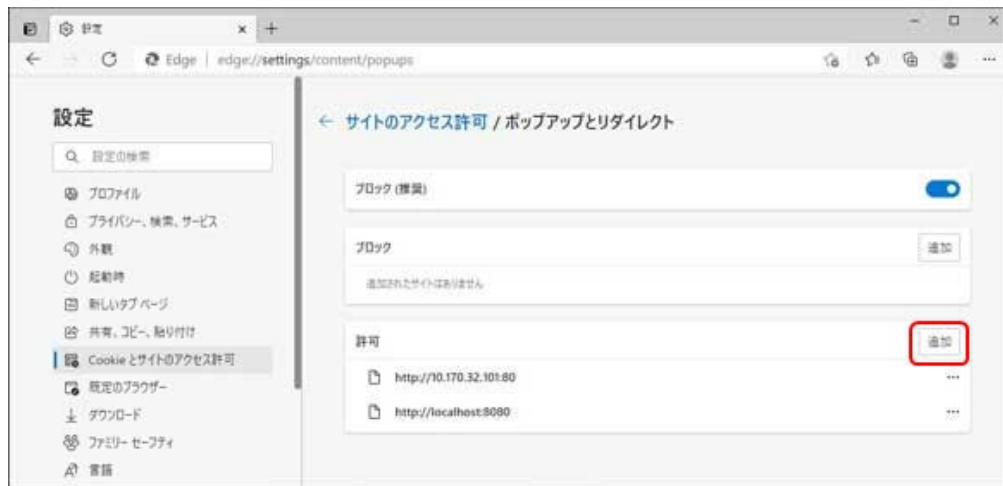 設定
Edge | edge://settings/content/popups
設定
設定の検索
プロファイル
プライバシー、検索、サービス
外観
起動時
新しいタブ ページ
共有、コピー、貼り付け
Cookie とサイトのアクセス許可
既定のブラウザー
ダウンロード
ファミリー セーフティ
言語
サイトのアクセス許可 / ポップアップとリダイレクト
ブロック (推奨)
ブロック
追加
追加されたサイトはありません
許可
追加
http://10.170.32.101:80
http://localhost:8080